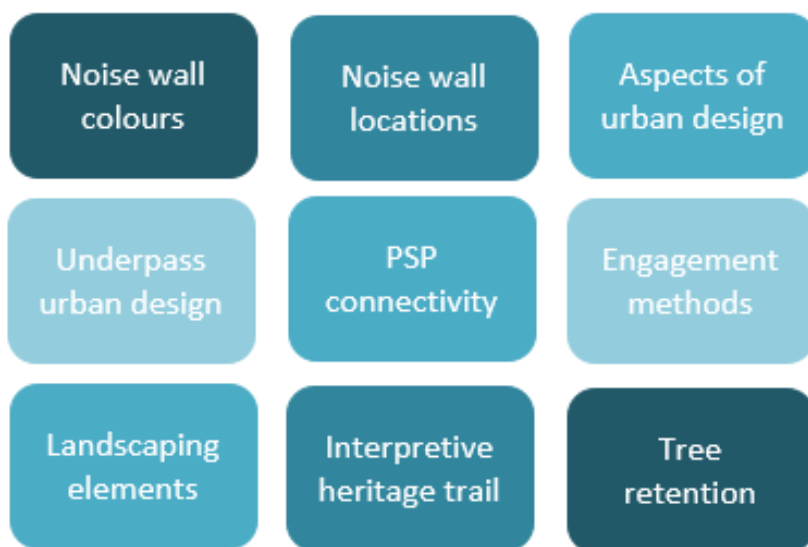 Noise wall
colours
Noise wall
locations
Aspects of
urban design
Underpass
urban design
PSP
connectivity
Engagement
methods
Landscaping
elements
Interpretive
heritage trail
Tree
retention